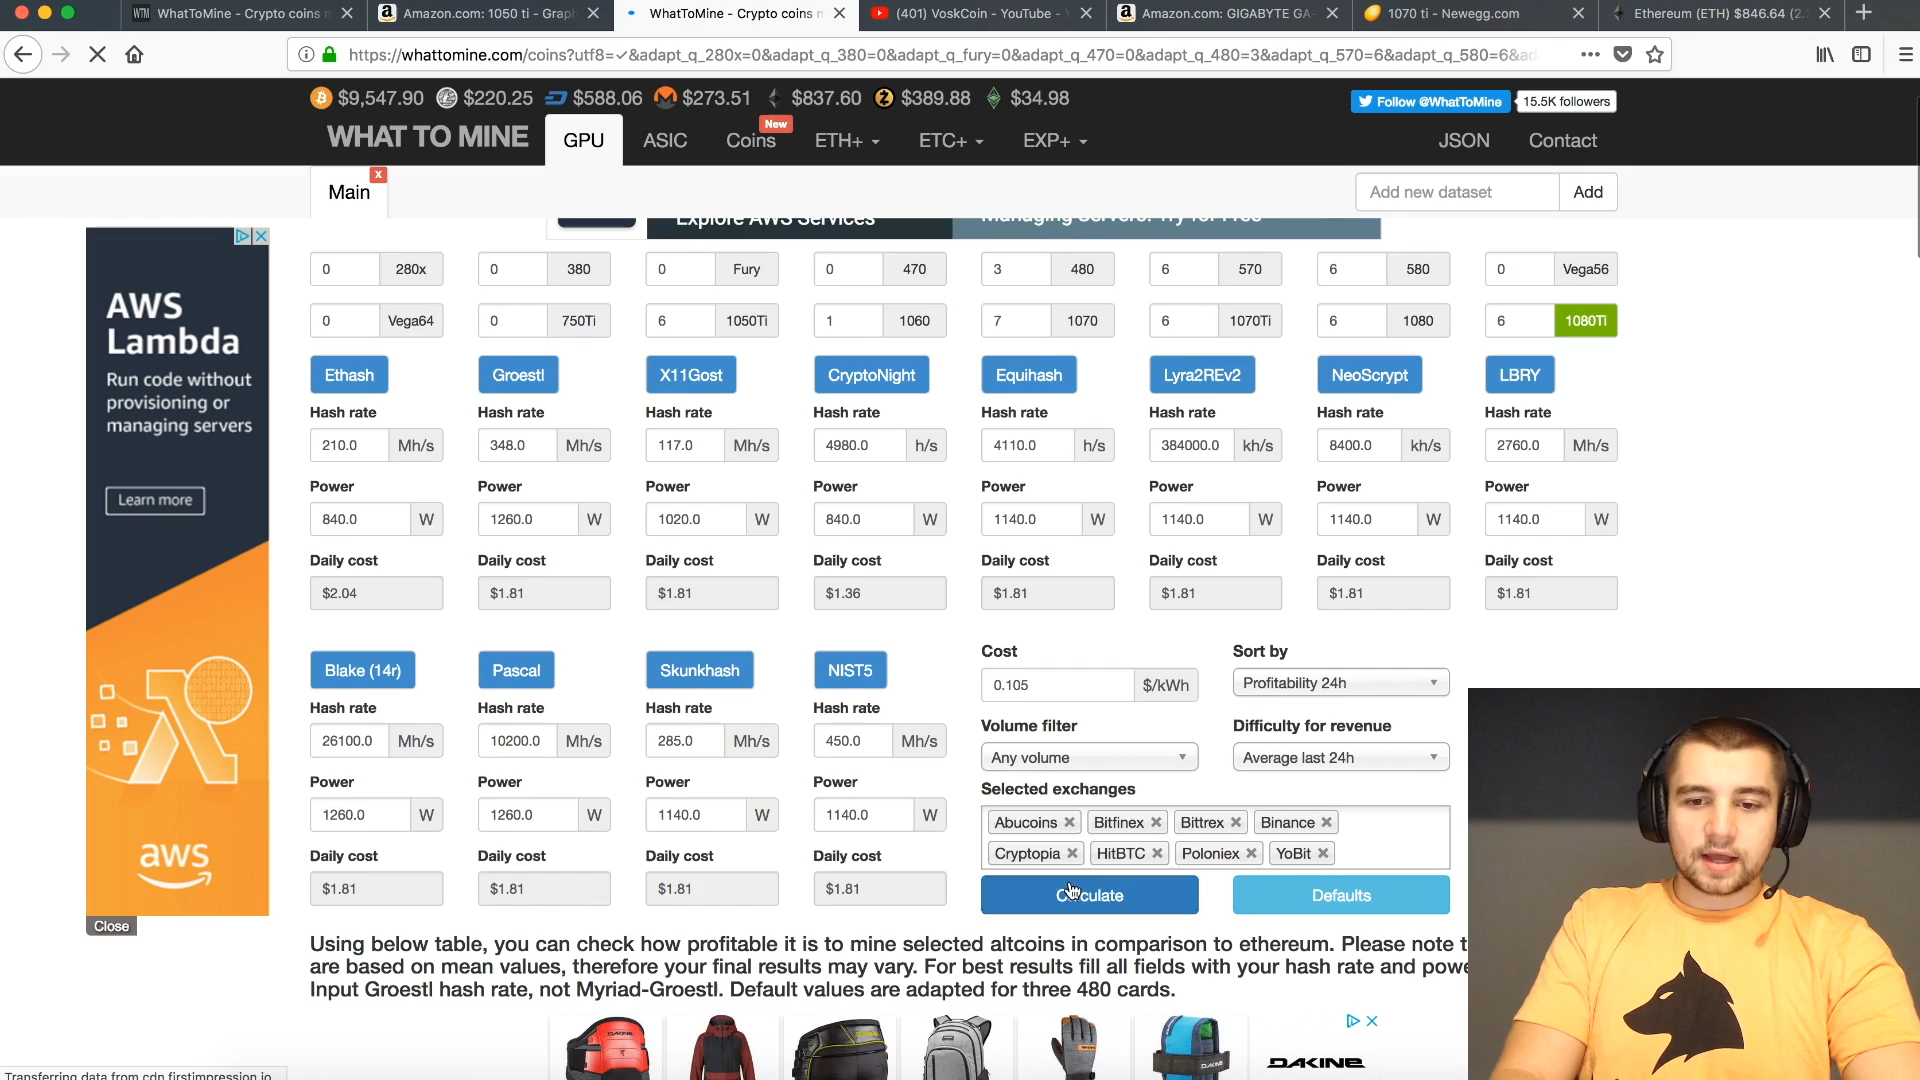 WTM WhatToMine - Crypto coins m
a Amazon.com: 1050 ti - Graph
WhatToMine - Crypto coins m
(401) VoskCoin - YouTube -
a Amazon.com: GIGABYTE GA-
1070 ti - Newegg.com
Ethereum (ETH) $846.64 (2.
https://whattomine.com/coins?utf8=✓&adapt_q_280x=0&adapt_q_380=0&adapt_q_fury=0&adapt_q_470=0&adapt_q_480=3&adapt_q_570=6&adapt_q_580=6&ad
$9,547.90 $220.25 $588.06 $273.51 $837.60 $389.88 $34.98
Follow @WhatToMine 15.5K followers
New
WHAT TO MINE GPU ASIC Coins ETH+ ETC+ EXP+ JSON Contact
x
Main Add new dataset Add
Explore AWS Services Managing Servers. Try for Free
0 280x 0 380 0 Fury 0 470 3 480 6 570 6 580 0 Vega56
0 Vega64 0 750Ti 6 1050Ti 1 1060 7 1070 6 1070Ti 6 1080 6 1080Ti
Ethash Groestl X11Gost CryptoNight Equihash Lyra2REv2 NeoScrypt LBRY
Hash rate Hash rate Hash rate Hash rate Hash rate Hash rate Hash rate Hash rate
210.0 Mh/s 348.0 Mh/s 117.0 Mh/s 4980.0 h/s 4110.0 h/s 384000.0 kh/s 8400.0 kh/s 2760.0 Mh/s
Power Power Power Power Power Power Power Power
840.0 W 1260.0 W 1020.0 W 840.0 W 1140.0 W 1140.0 W 1140.0 W 1140.0 W
Daily cost Daily cost Daily cost Daily cost Daily cost Daily cost Daily cost Daily cost
$2.04 $1.81 $1.81 $1.36 $1.81 $1.81 $1.81 $1.81
AWS
Lambda
Run code without
provisioning or
managing servers
Learn more
aws
Close
Blake (14r) Pascal Skunkhash NIST5
Hash rate Hash rate Hash rate Hash rate
26100.0 Mh/s 10200.0 Mh/s 285.0 Mh/s 450.0 Mh/s
Power Power Power Power
1260.0 W 1260.0 W 1140.0 W 1140.0 W
Daily cost Daily cost Daily cost Daily cost
$1.81 $1.81 $1.81 $1.81
Cost Sort by
0.105 $/kWh Profitability 24h
Volume filter Difficulty for revenue
Any volume Average last 24h
Selected exchanges
Abucoins Bitfinex Bittrex Binance
Cryptopia HitBTC Poloniex YoBit
Calculate Defaults
Using below table, you can check how profitable it is to mine selected altcoins in comparison to ethereum. Please note t
are based on mean values, therefore your final results may vary. For best results fill all fields with your hash rate and powe
Input Groestl hash rate, not Myriad-Groestl. Default values are adapted for three 480 cards.
DAKINE
Transferring data from cdn.firstimpression.io